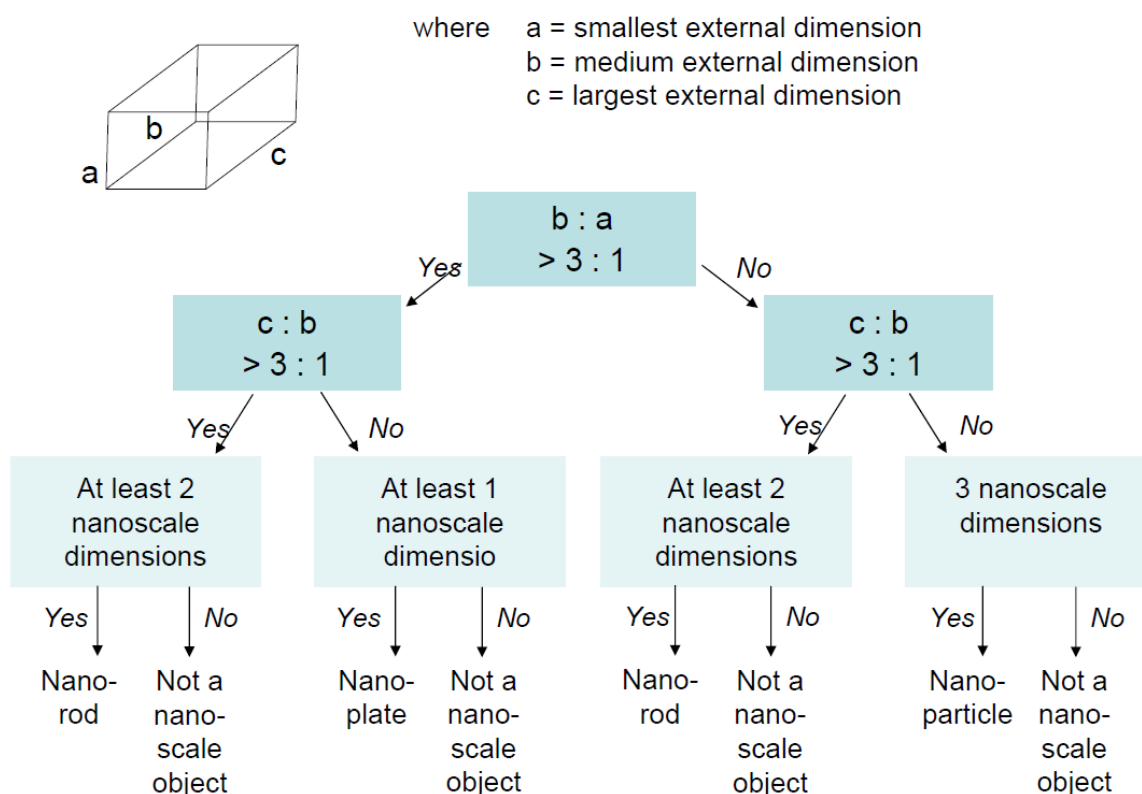 where a = smallest external dimension
b = medium external dimension
c = largest external dimension
b
a
c
b : a
> 3 : 1
Yes
No
c : b
> 3 : 1
c : b
> 3 : 1
Yes
No
Yes
No
At least 2
nanoscale
dimensions
At least 1
nanoscale
dimensio
At least 2
nanoscale
dimensions
3 nanoscale
dimensions
Yes
No
Yes
No
Yes
No
Yes
No
Nano-
rod
Not a
nano-
scale
object
Nano-
plate
Not a
nano-
scale
object
Nano-
rod
Not a
nano-
scale
object
Nano-
particle
Not a
nano-
scale
object